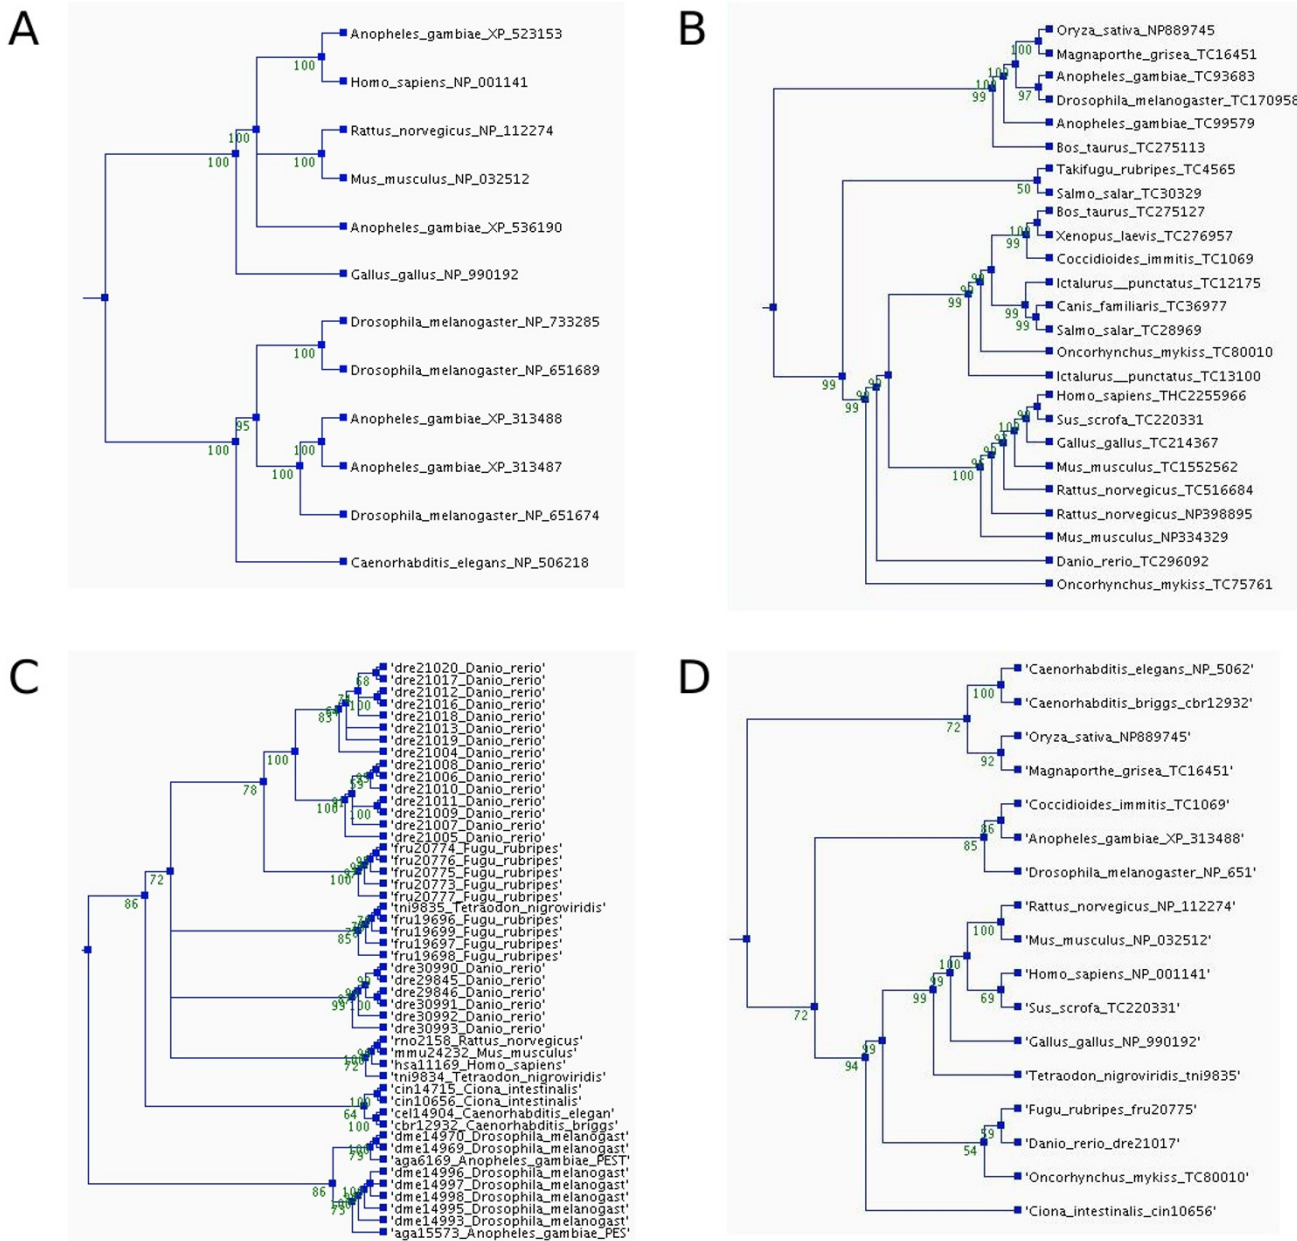 A
Anopheles_gambiae_XP_523153
100
Homo_sapiens_NP_001141
Rattus_norvegicus_NP_112274
100
100
100
Mus_musculus_NP_032512
Anopheles_gambiae_XP_536190
Gallus_gallus_NP_990192
Drosophila_melanogaster_NP_733285
100
Drosophila_melanogaster_NP_651689
Anopheles_gambiae_XP_313488
95
100
100
Anopheles_gambiae_XP_313487
100
Drosophila_melanogaster_NP_651674
Caenorhabditis_elegans_NP_506218
B
Oryza_sativa_NP889745
100
Magnaporthe_grisea_TC16451
Anopheles_gambiae_TC93683
100
100
99
97
Drosophila_melanogaster_TC170958
Anopheles_gambiae_TC99579
Bos_taurus_TC275113
Takifugu_rubripes_TC4565
50
Salmo_salar_TC30329
Bos_taurus_TC275127
100
Xenopus_laevis_TC276957
99
Coccidioides_immitis_TC1069
Ictalurus__punctatus_TC12175
99
Canis_familiaris_TC36977
99
99
Salmo_salar_TC28969
Oncorhynchus_mykiss_TC80010
Ictalurus__punctatus_TC13100
99
99
Homo_sapiens_THC2255966
Sus_scrofa_TC220331
100
Gallus_gallus_TC214367
Mus_musculus_TC1552562
100
Rattus_norvegicus_TC516684
Rattus_norvegicus_NP398895
Mus_musculus_NP334329
Danio_rerio_TC296092
Oncorhynchus_mykiss_TC75761
C
'dre21020_Danio_rerio'
68
'dre21017_Danio_rerio'
'dre21012_Danio_rerio'
100
'dre21016_Danio_rerio'
83
'dre21018_Danio_rerio'
'dre21013_Danio_rerio'
'dre21019_Danio_rerio'
100
'dre21004_Danio_rerio'
'dre21008_Danio_rerio'
78
'dre21006_Danio_rerio'
'dre21010_Danio_rerio'
100
'dre21011_Danio_rerio'
100
'dre21009_Danio_rerio'
'dre21007_Danio_rerio'
'dre21005_Danio_rerio'
'fru20774_Fugu_rubripes'
'fru20776_Fugu_rubripes'
72
100
'fru20775_Fugu_rubripes'
'fru20773_Fugu_rubripes'
86
'fru20777_Fugu_rubripes'
'tni9835_Tetraodon_nigroviridis'
'fru19696_Fugu_rubripes'
85
'fru19699_Fugu_rubripes'
'fru19697_Fugu_rubripes'
'fru19698_Fugu_rubripes'
'dre30990_Danio_rerio'
'dre29845_Danio_rerio'
'dre29846_Danio_rerio'
99
100
'dre30991_Danio_rerio'
'dre30992_Danio_rerio'
'dre30993_Danio_rerio'
'rno2158_Rattus_norvegicus'
'mmu24232_Mus_musculus'
72
'hsa11169_Homo_sapiens'
'tni9834_Tetraodon_nigroviridis'
'cin14715_Ciona_intestinalis'
100
'cin10656_Ciona_intestinalis'
64
'cel14904_Caenorhabditis_elegan'
100
'cbr12932_Caenorhabditis_briggs'
'dme14970_Drosophila_melanogast'
'dme14969_Drosophila_melanogast'
'aga6169_Anopheles_gambiae_PEST'
'dme14996_Drosophila_melanogast'
86
'dme14997_Drosophila_melanogast'
'dme14998_Drosophila_melanogast'
'dme14995_Drosophila_melanogast'
'dme14993_Drosophila_melanogast'
'aga15573_Anopheles_gambiae_PES'
D
'Caenorhabditis_elegans_NP_5062'
100
'Caenorhabditis_briggs_cbr12932'
72
'Oryza_sativa_NP889745'
92
'Magnaporthe_grisea_TC16451'
'Coccidioides_immitis_TC1069'
86
'Anopheles_gambiae_XP_313488'
85
'Drosophila_melanogaster_NP_651'
'Rattus_norvegicus_NP_112274'
100
'Mus_musculus_NP_032512'
100
'Homo_sapiens_NP_001141'
99
99
69
'Sus_scrofa_TC220331'
72
'Gallus_gallus_NP_990192'
99
94
'Tetraodon_nigroviridis_tni9835'
'Fugu_rubripes_fru20775'
59
'Danio_rerio_dre21017'
54
'Oncorhynchus_mykiss_TC80010'
'Ciona_intestinalis_cin10656'